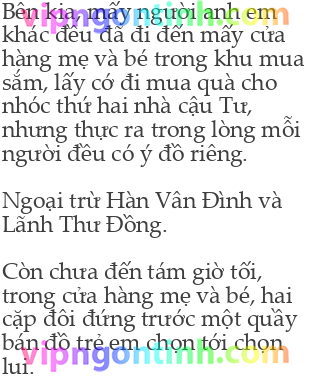 Bên kia, mấy người anh em
vipngontinh.com
khác đều đã đi đến mấy cửa
hàng mẹ và bé trong khu mua
sắm, lấy cớ đi mua quà cho
nhóc thứ hai nhà cậu Tư,
nhưng thực ra trong lòng mỗi
người đều có ý đồ riêng.
Ngoại trừ Hàn Vân Đình và
Lãnh Thư Đồng.
Còn chưa đến tám giờ tối,
trong cửa hàng mẹ và bé, hai
cặp đôi đứng trước một quầy
bán đồ trẻ em chọn tới chọn
vipngontinh.com
lui.